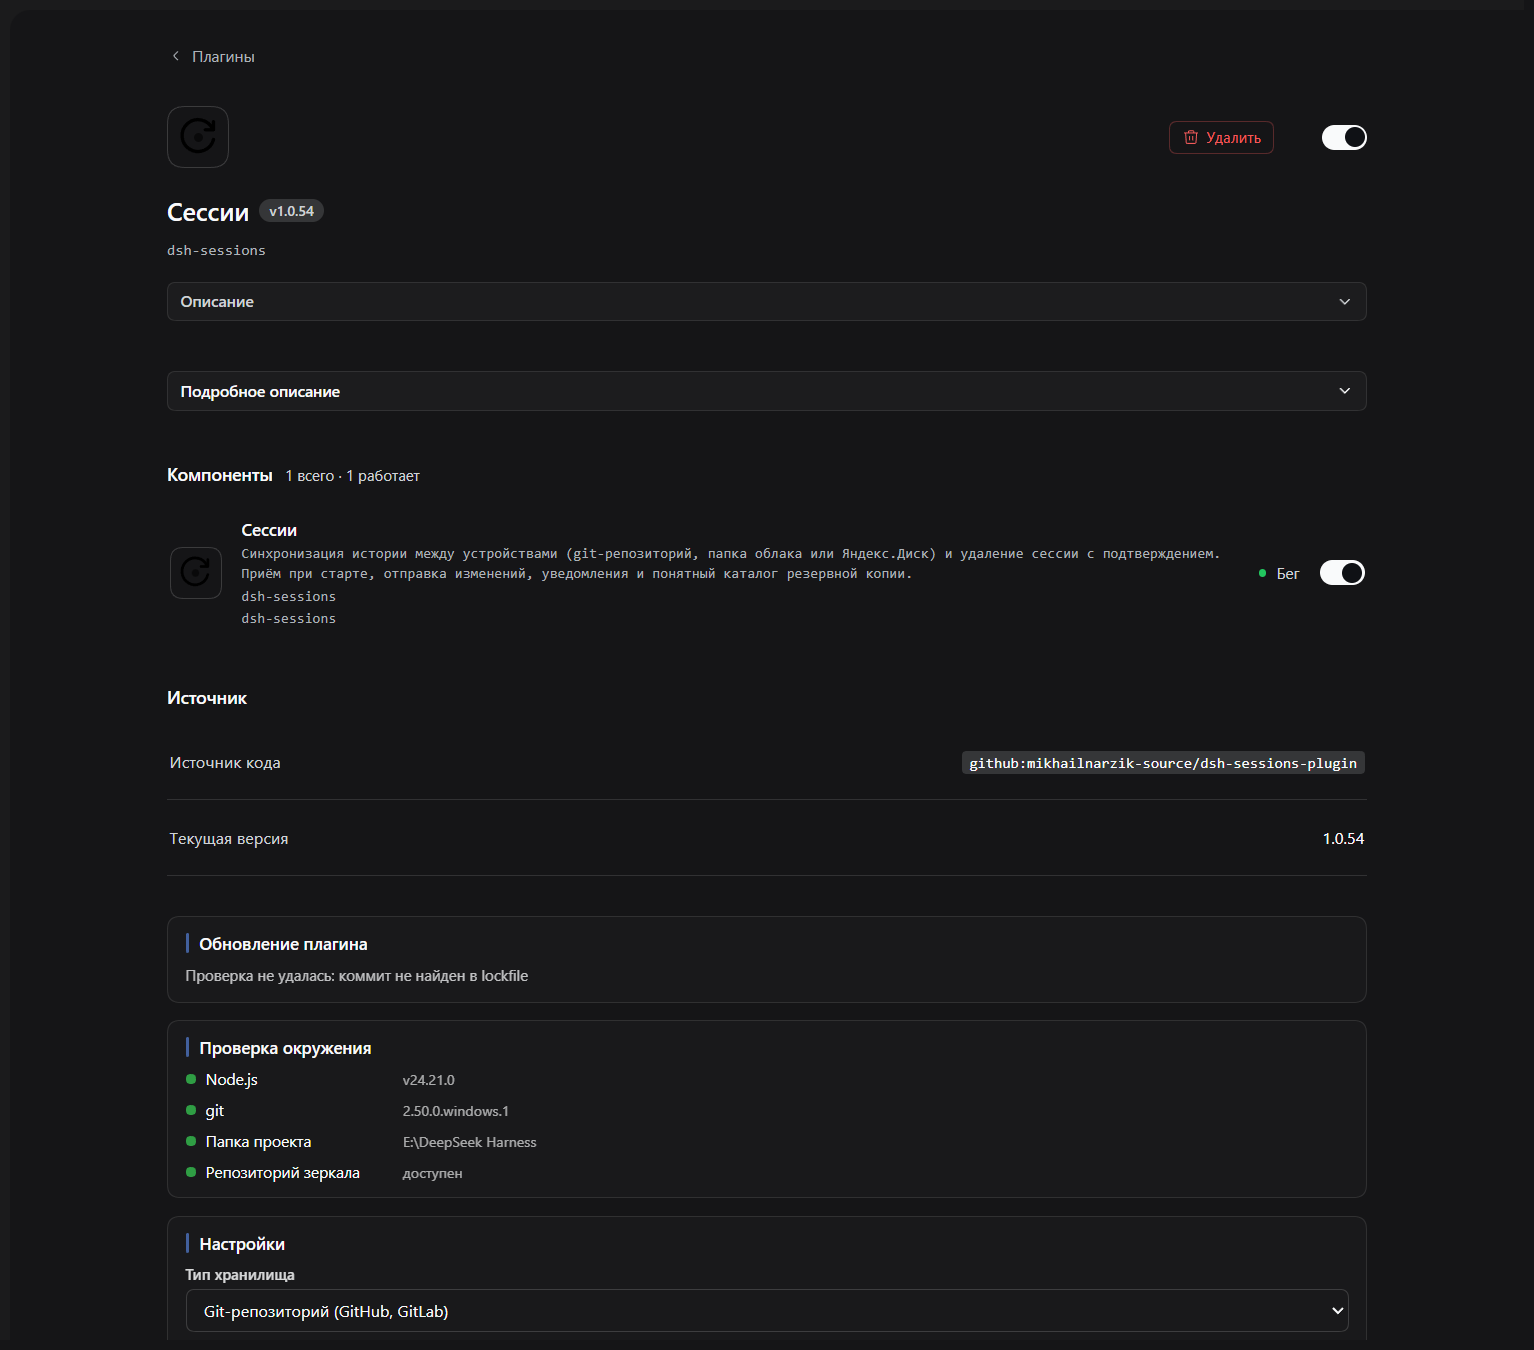 Плагины
Удалить
Сессии v1.0.54
dsh-sessions
Описание
Подробное описание
Компоненты 1 всего · 1 работает
Сессии
Синхронизация истории между устройствами (git-репозиторий, папка облака или Яндекс.Диск) и удаление сессии с подтверждением.
Приём при старте, отправка изменений, уведомления и понятный каталог резервной копии.
Бег
dsh-sessions
dsh-sessions
Источник
Источник кода github:mikhailnarzik-source/dsh-sessions-plugin
Текущая версия 1.0.54
Обновление плагина
Проверка не удалась: коммит не найден в lockfile
Проверка окружения
Node.js v24.21.0
git 2.50.0.windows.1
Папка проекта E:\DeepSeek Harness
Репозиторий зеркала доступен
Настройки
Тип хранилища
Git-репозиторий (GitHub, GitLab)